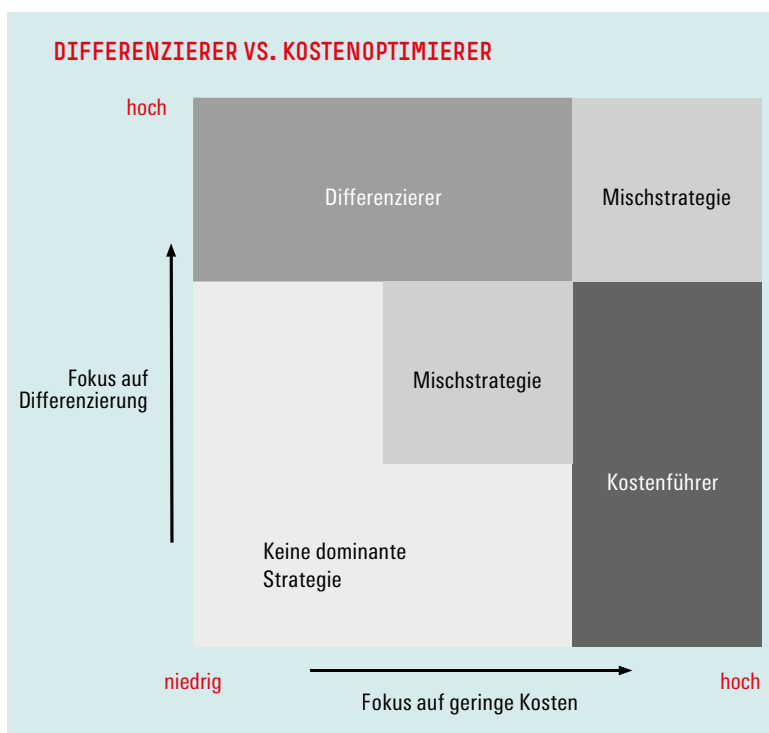 DIFFERENZIERER VS. KOSTENOPTIMIERER
hoch
Differenzierer
Mischstrategie
Fokus auf
Differenzierung
Mischstrategie
Kostenführer
Keine dominante
Strategie
niedrig
hoch
Fokus auf geringe Kosten